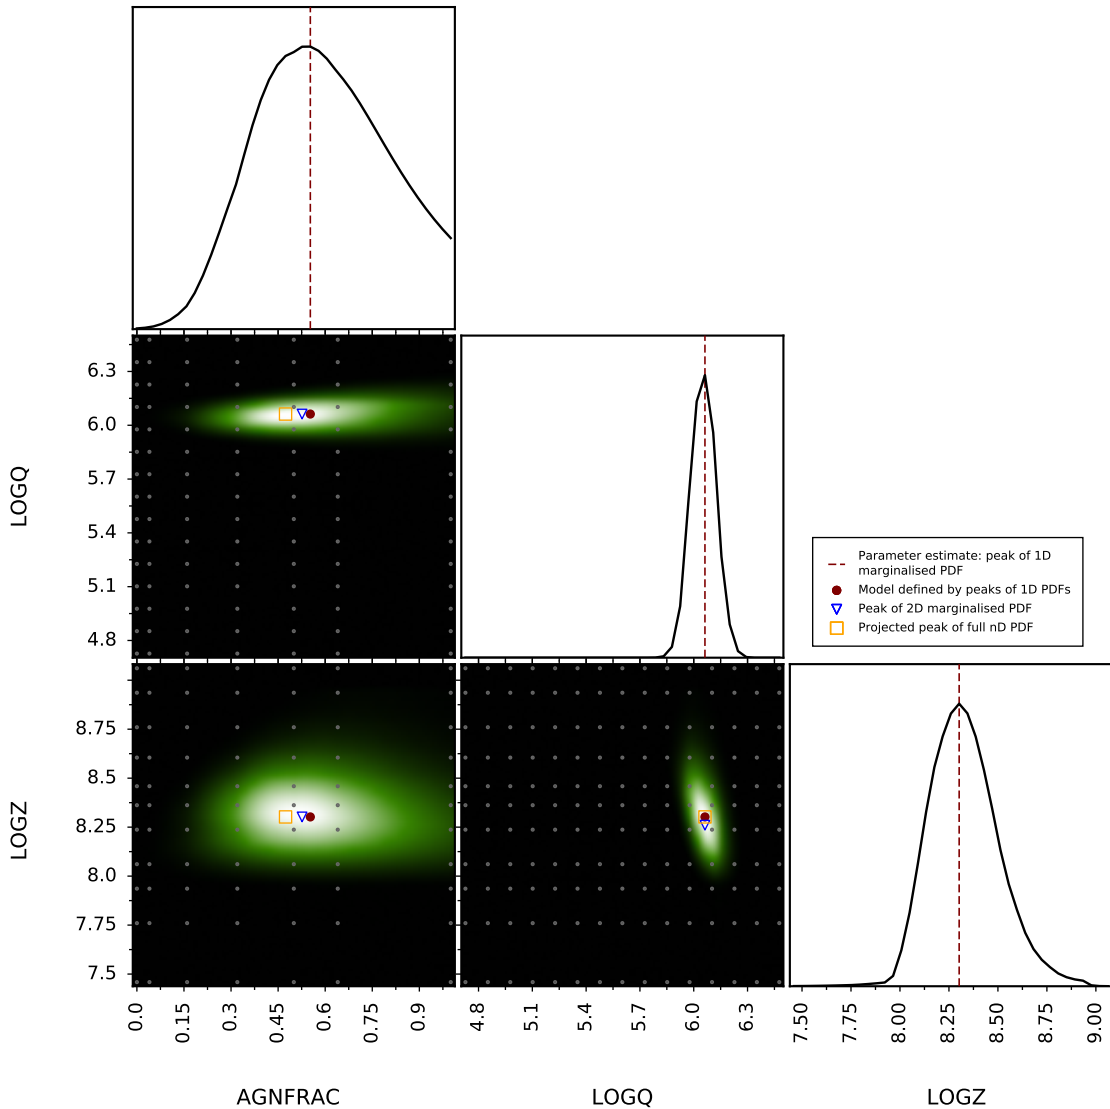 6.3
6.0
5.7
5.4
5.1
4.8
LOGQ
Parameter estimate: peak of 1D
marginalised PDF
Model defined by peaks of 1D PDFs
Peak of 2D marginalised PDF
Projected peak of full nD PDF
8.75
8.5
8.25
8.0
7.75
7.5
LOGZ
0.0 0.15 0.3 0.45 0.6 0.75 0.9
4.8 5.1 5.4 5.7 6.0 6.3
7.50 7.75 8.00 8.25 8.50 8.75 9.00
AGNFRAC LOGQ LOGZ